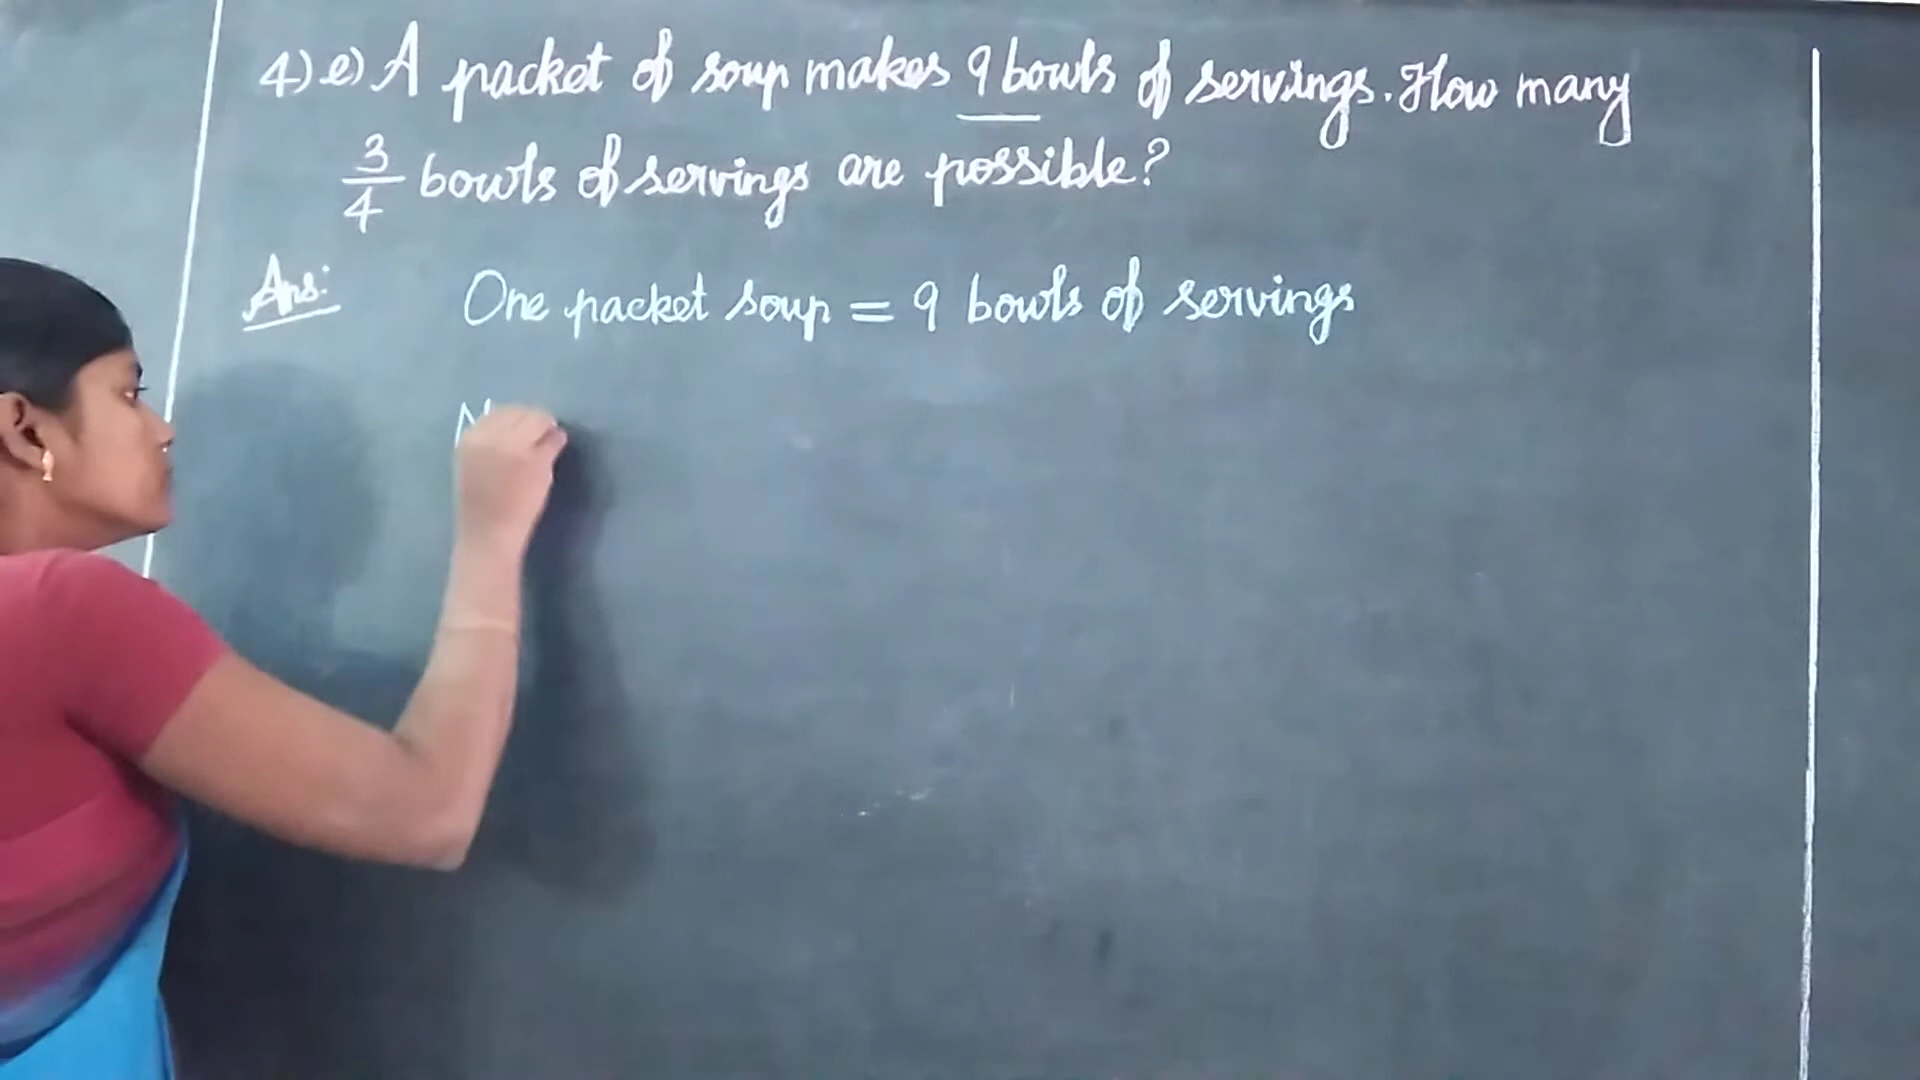 4) e) A packet of soup makes 9 bowls of servings. How many
3/4 bowls of servings are possible?
Ans: One packet soup = 9 bowls of servings
N